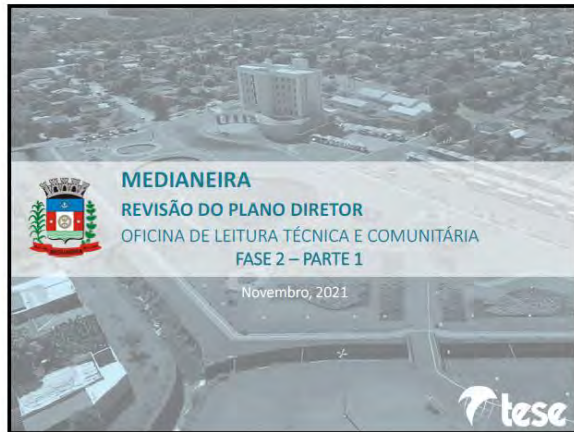 MEDIANEIRA
REVISÃO DO PLANO DIRETOR
OFICINA DE LEITURA TÉCNICA E COMUNITÁRIA
FASE 2 – PARTE 1
Novembro, 2021
tese